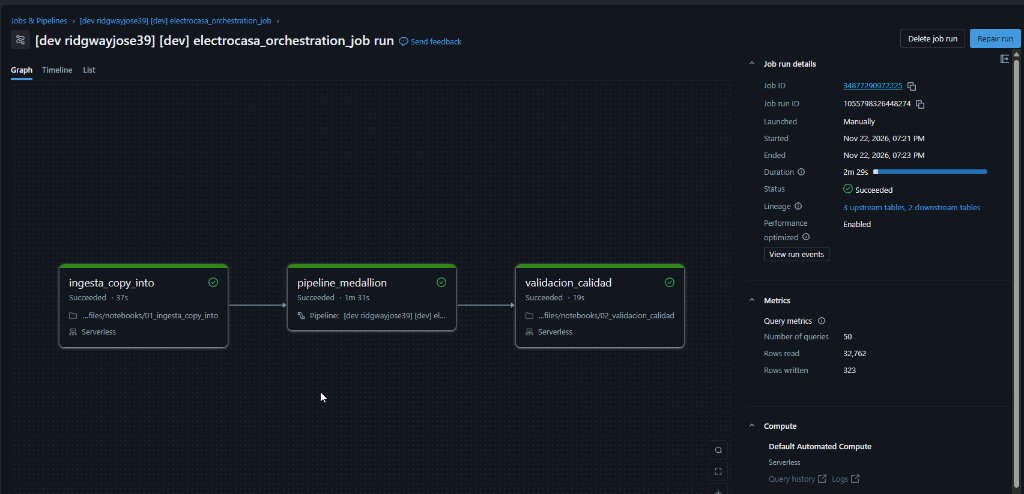 Jobs & Pipelines › [dev ridgwayjose39] [dev] electrocasa_orchestration_job ›
[dev ridgwayjose39] [dev] electrocasa_orchestration_job run Send feedback
Delete job run Repair run
Graph Timeline List
ingesta_copy_into
Succeeded · 37s
...files/notebooks/01_ingesta_copy_into
Serverless
pipeline_medallion
Succeeded · 1m 31s
Pipeline: [dev ridgwayjose39] [dev] el...
validacion_calidad
Succeeded · 19s
...files/notebooks/02_validacion_calidad
Serverless
Job run details
Job ID 34877290972225
Job run ID 1055798326448274
Launched Manually
Started Nov 22, 2026, 07:21 PM
Ended Nov 22, 2026, 07:23 PM
Duration 2m 29s
Status Succeeded
Lineage 3 upstream tables, 2 downstream tables
Performance Enabled
optimized
View run events
Metrics
Query metrics
Number of queries 50
Rows read 32,762
Rows written 323
Compute
Default Automated Compute
Serverless
Query history Logs